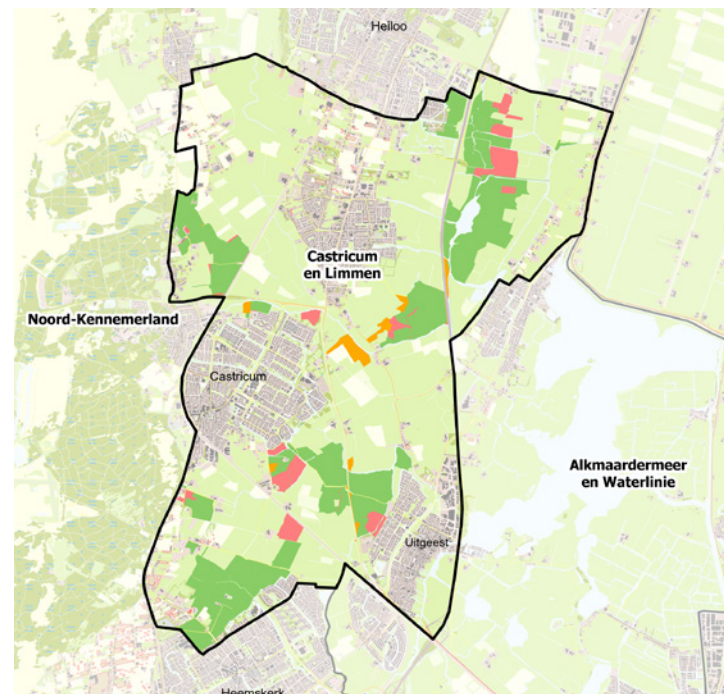 Heiloo
Castricum
en Limmen
Noord-Kennemerland
Castricum
Alkmaardermeer
en Waterlinie
Uitgeest
Heemskerk